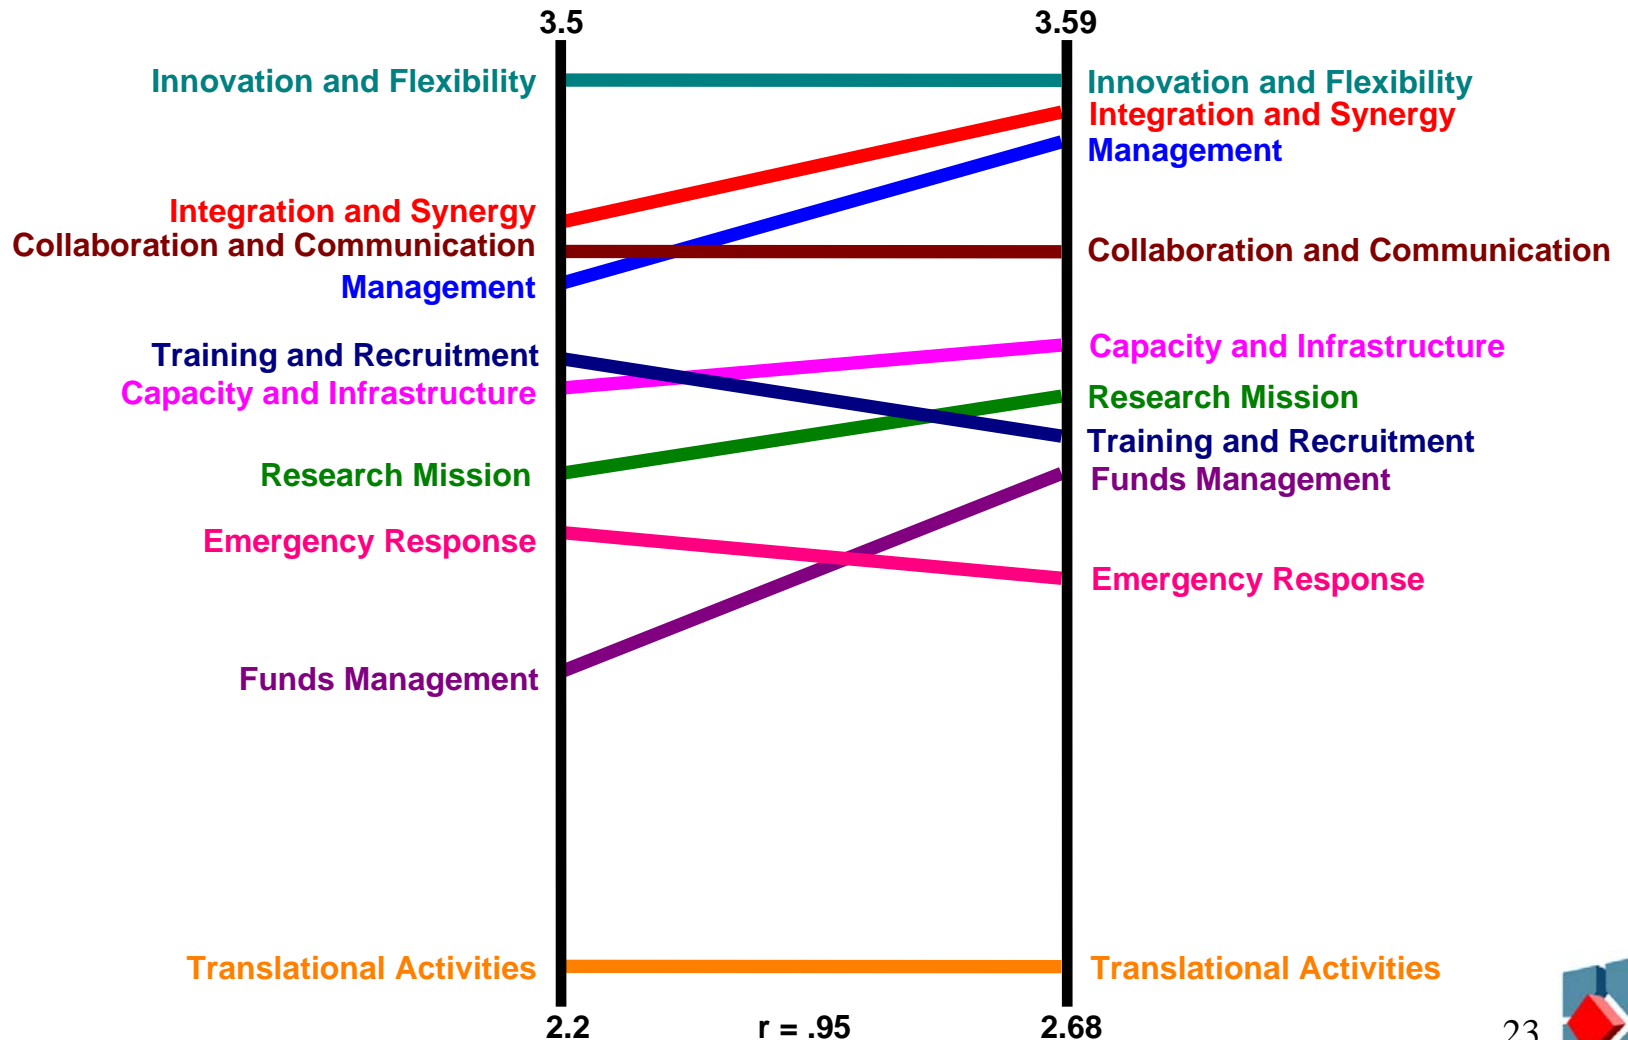 3.5 3.59
Innovation and Flexibility
Integration and Synergy
Collaboration and Communication
Management
Training and Recruitment
Capacity and Infrastructure
Research Mission
Emergency Response
Funds Management
Translational Activities
Innovation and Flexibility
Integration and Synergy
Management
Collaboration and Communication
Capacity and Infrastructure
Research Mission
Training and Recruitment
Funds Management
Emergency Response
Translational Activities
2.2 r = .95 2.68
23